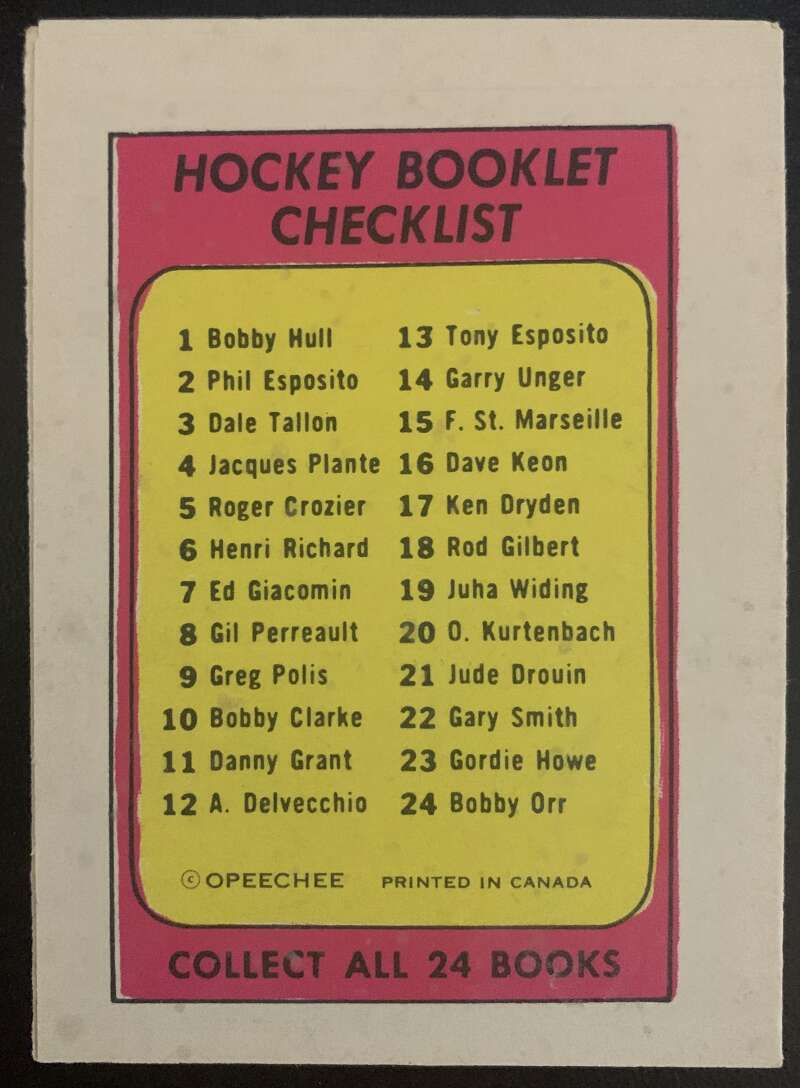 HOCKEY BOOKLET
CHECKLIST
1 Bobby Hull
2 Phil Esposito
3 Dale Tallon
4 Jacques Plante
5 Roger Crozier
6 Henri Richard
7 Ed Giacomin
8 Gil Perreault
9 Greg Polis
10 Bobby Clarke
11 Danny Grant
12 A. Delvecchio
13 Tony Esposito
14 Garry Unger
15 F. St. Marseille
16 Dave Keon
17 Ken Dryden
18 Rod Gilbert
19 Juha Widing
20 O. Kurtenbach
21 Jude Drouin
22 Gary Smith
23 Gordie Howe
24 Bobby Orr
© OPEECHEE PRINTED IN CANADA
COLLECT ALL 24 BOOKS